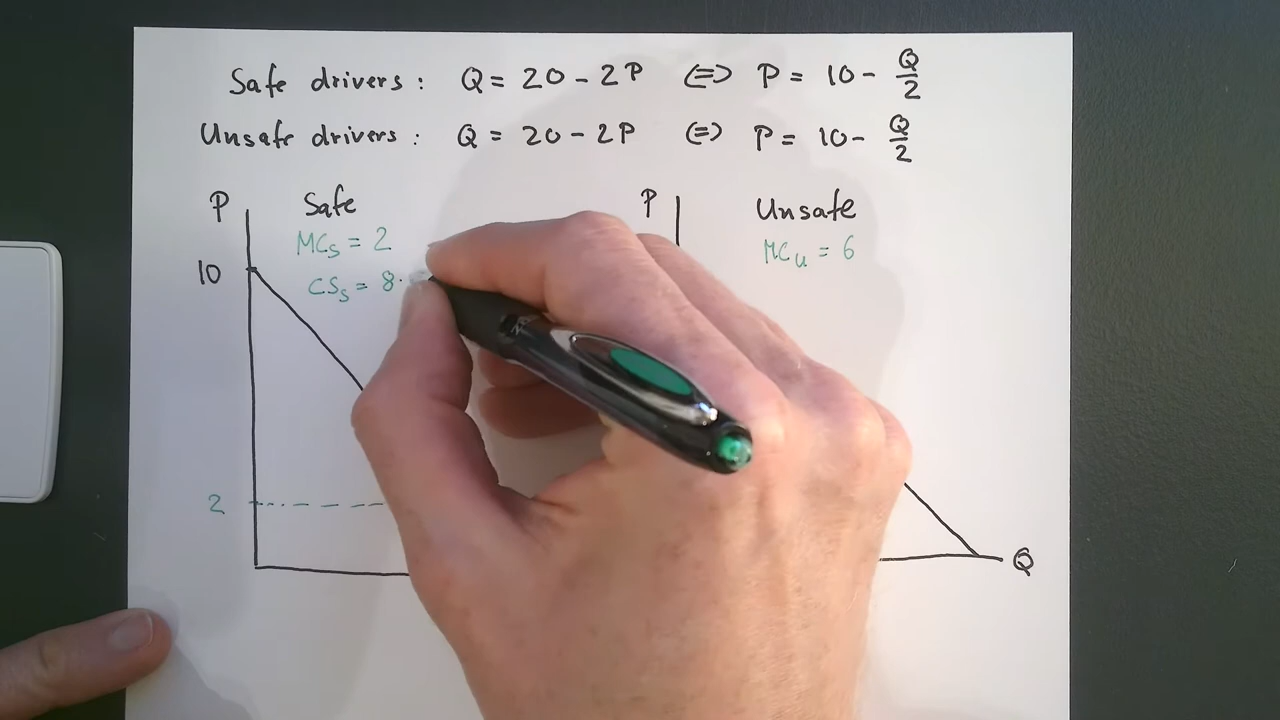 Safe drivers: Q = 20 - 2P ⇔ P = 10 - Q/2
Unsafe drivers: Q = 20 - 2P ⇔ P = 10 - Q/2
P Safe
MCs = 2
CSs = 8·
10
2
P Unsafe
MCu = 6
Q